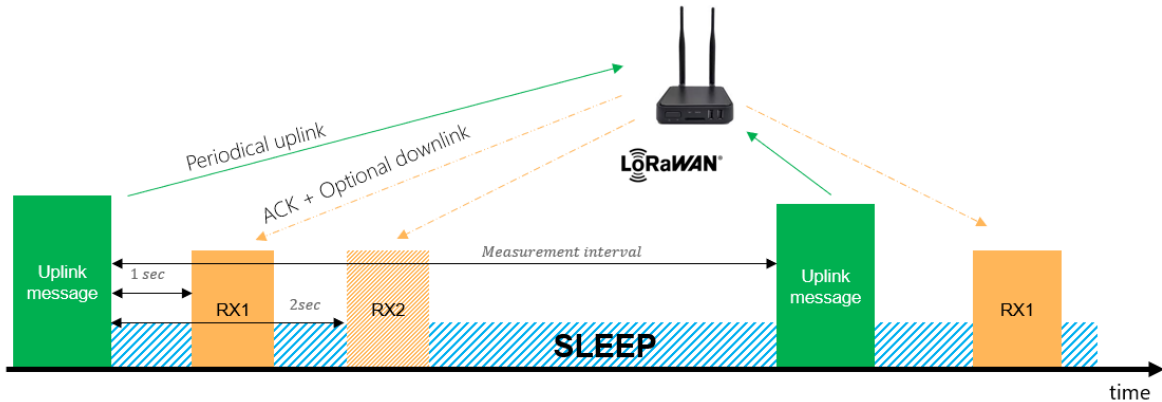 Periodical uplink
ACK + Optional downlink
LoRaWAN®
Uplink
message
1 sec
RX1
2sec
RX2
Measurement interval
SLEEP
Uplink
message
RX1
time